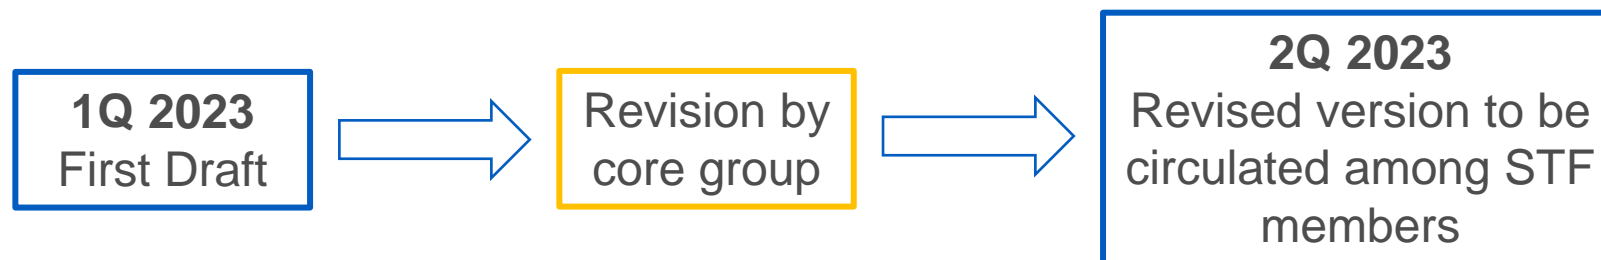 1Q 2023
First Draft
Revision by
core group
2Q 2023
Revised version to be
circulated among STF
members